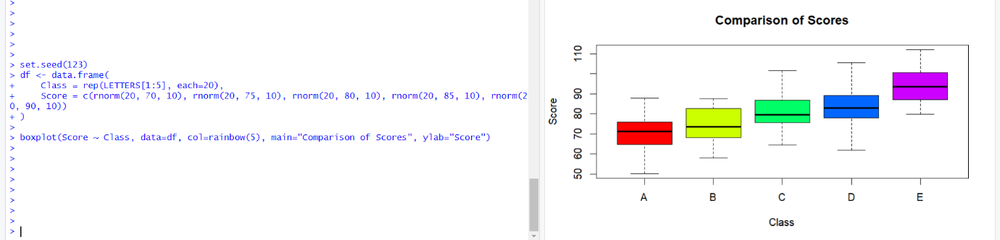 >
>
>
>
>
>
> set.seed(123)
> df <- data.frame(
+     Class = rep(LETTERS[1:5], each=20),
+     Score = c(rnorm(20, 70, 10), rnorm(20, 75, 10), rnorm(20, 80, 10), rnorm(20, 85, 10), rnorm(2
0, 90, 10))
+ )
>
> boxplot(Score ~ Class, data=df, col=rainbow(5), main="Comparison of Scores", ylab="Score")
>
>
>
>
>
>
>
>
>
Comparison of Scores
Score
110
90
80
70
60
50
A B C D E
Class